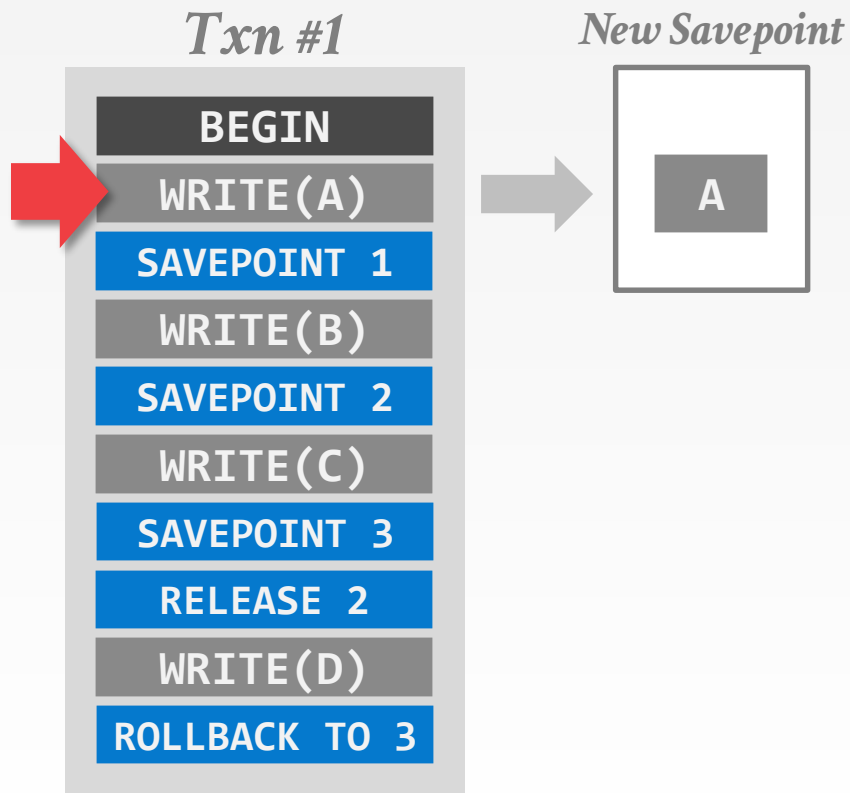 Txn #1
BEGIN
WRITE(A)
SAVEPOINT 1
WRITE(B)
SAVEPOINT 2
WRITE(C)
SAVEPOINT 3
RELEASE 2
WRITE(D)
ROLLBACK TO 3
New Savepoint
A